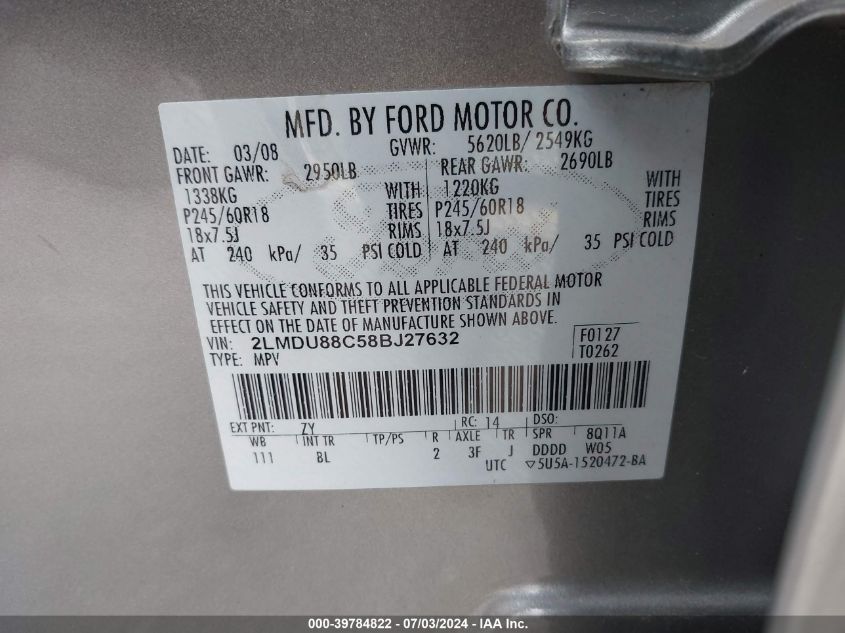 MFD. BY FORD MOTOR CO.
DATE: 03/08 GVWR: 5620LB/ 2549KG
FRONT GAWR: 2950LB REAR GAWR: 2690LB
1338KG WITH 1220KG WITH
P245/60R18 TIRES P245/60R18 TIRES
18x7.5J RIMS 18x7.5J RIMS
AT 240 kPa/ 35 PSI COLD AT 240 kPa/ 35 PSI COLD
THIS VEHICLE CONFORMS TO ALL APPLICABLE FEDERAL MOTOR
VEHICLE SAFETY AND THEFT PREVENTION STANDARDS IN
EFFECT ON THE DATE OF MANUFACTURE SHOWN ABOVE.
VIN: 2LMDU88C58BJ27632 F0127
TYPE: MPV T0262
EXT PNT: ZY RC: 14 DSO:
WB INT TR TP/PS R AXLE TR SPR 8Q11A
111 BL 2 3F J DDDD W05
UTC ▽5U5A-1520472-BA
000-39784822 - 07/03/2024 - US.IAAI.COM.